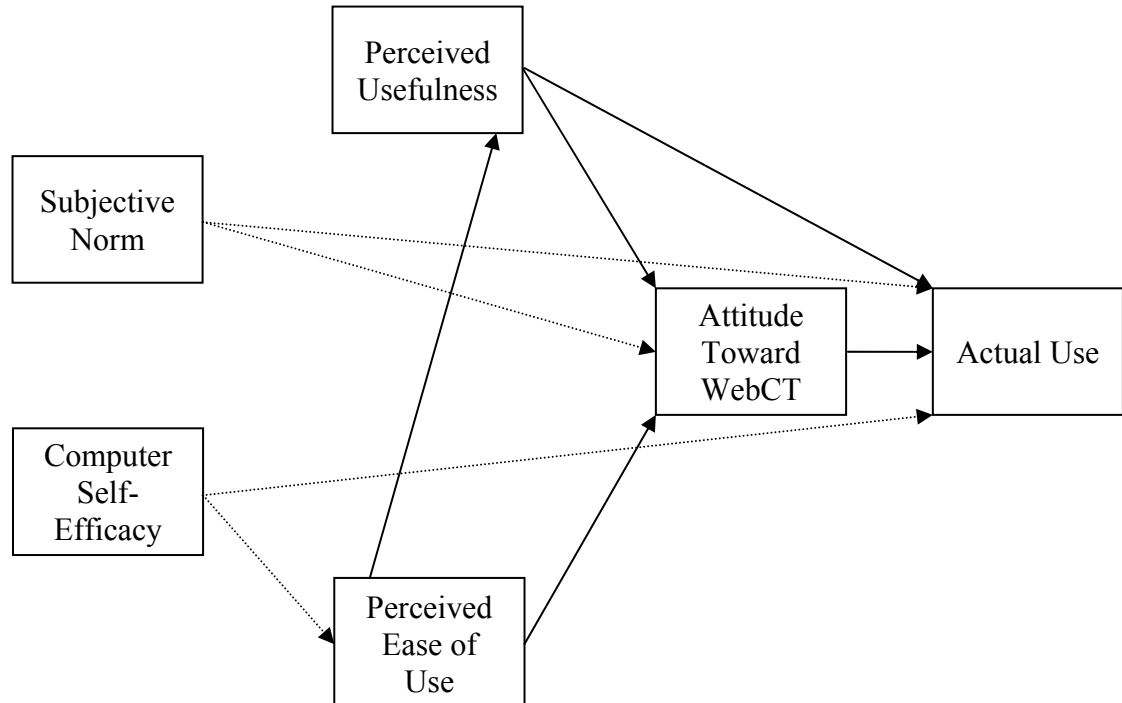 Perceived
Usefulness
Subjective
Norm
Attitude
Toward
WebCT
Actual Use
Computer
Self-
Efficacy
Perceived
Ease of
Use